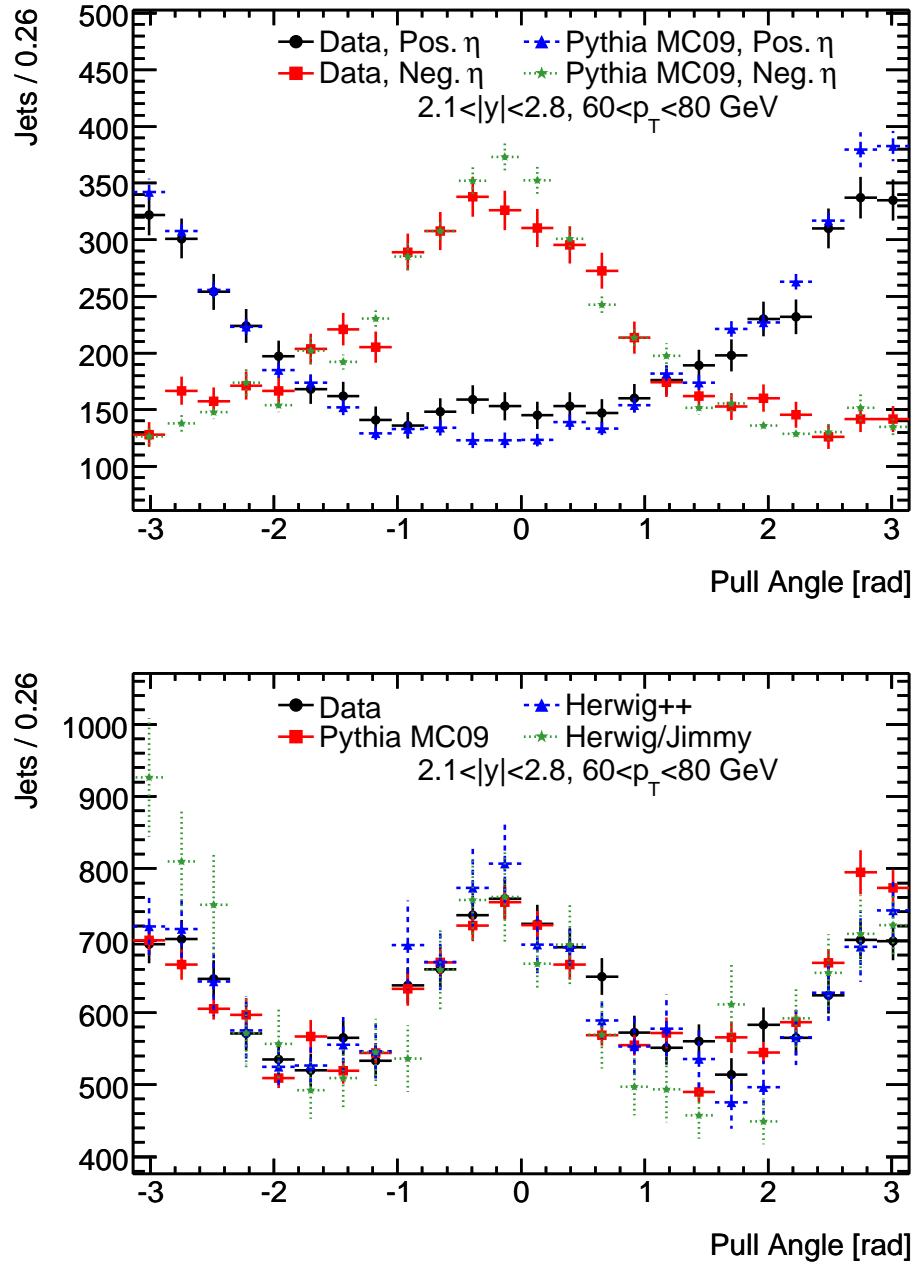 Jets / 0.26
500
450
400
350
300
250
200
150
100
Data, Pos. η
Pythia MC09, Pos. η
Data, Neg. η
Pythia MC09, Neg. η
2.1<|y|<2.8, 60<p_T<80 GeV
-3 -2 -1 0 1 2 3
Pull Angle [rad]
Jets / 0.26
1000
900
800
700
600
500
400
Data
Herwig++
Pythia MC09
Herwig/Jimmy
2.1<|y|<2.8, 60<p_T<80 GeV
-3 -2 -1 0 1 2 3
Pull Angle [rad]